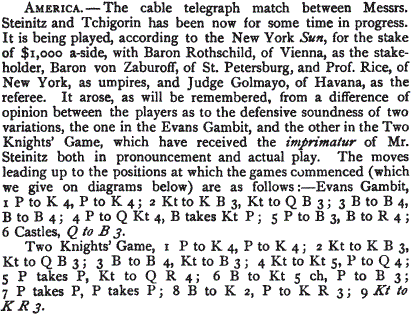 AMERICA.—The cable telegraph match between Messrs.
Steinitz and Tchigorin has been now for some time in progress.
It is being played, according to the New York Sun, for the stake
of $1,000 a-side, with Baron Rothschild, of Vienna, as the stake-
holder, Baron von Zaburoff, of St. Petersburg, and Prof. Rice, of
New York, as umpires, and Judge Golmayo, of Havana, as the
referee. It arose, as will be remembered, from a difference of
opinion between the players as to the defensive soundness of two
variations, the one in the Evans Gambit, and the other in the Two
Knights' Game, which have received the imprimatur of Mr.
Steinitz both in pronouncement and actual play. The moves
leading up to the positions at which the games commenced (which
we give on diagrams below) are as follows:—Evans Gambit,
1 P to K 4, P to K 4; 2 Kt to K B 3, Kt to Q B 3; 3 B to B 4,
B to B 4; 4 P to Q Kt 4, B takes Kt P; 5 P to B 3, B to R 4;
6 Castles, Q to B 3.
Two Knights' Game, 1 P to K 4, P to K 4; 2 Kt to K B 3,
Kt to Q B 3; 3 B to B 4, Kt to B 3; 4 Kt to Kt 5, P to Q 4;
5 P takes P, Kt to Q R 4; 6 B to Kt 5 ch, P to B 3;
7 P takes P, P takes P; 8 B to K 2, P to K R 3; 9 Kt to
K R 3.